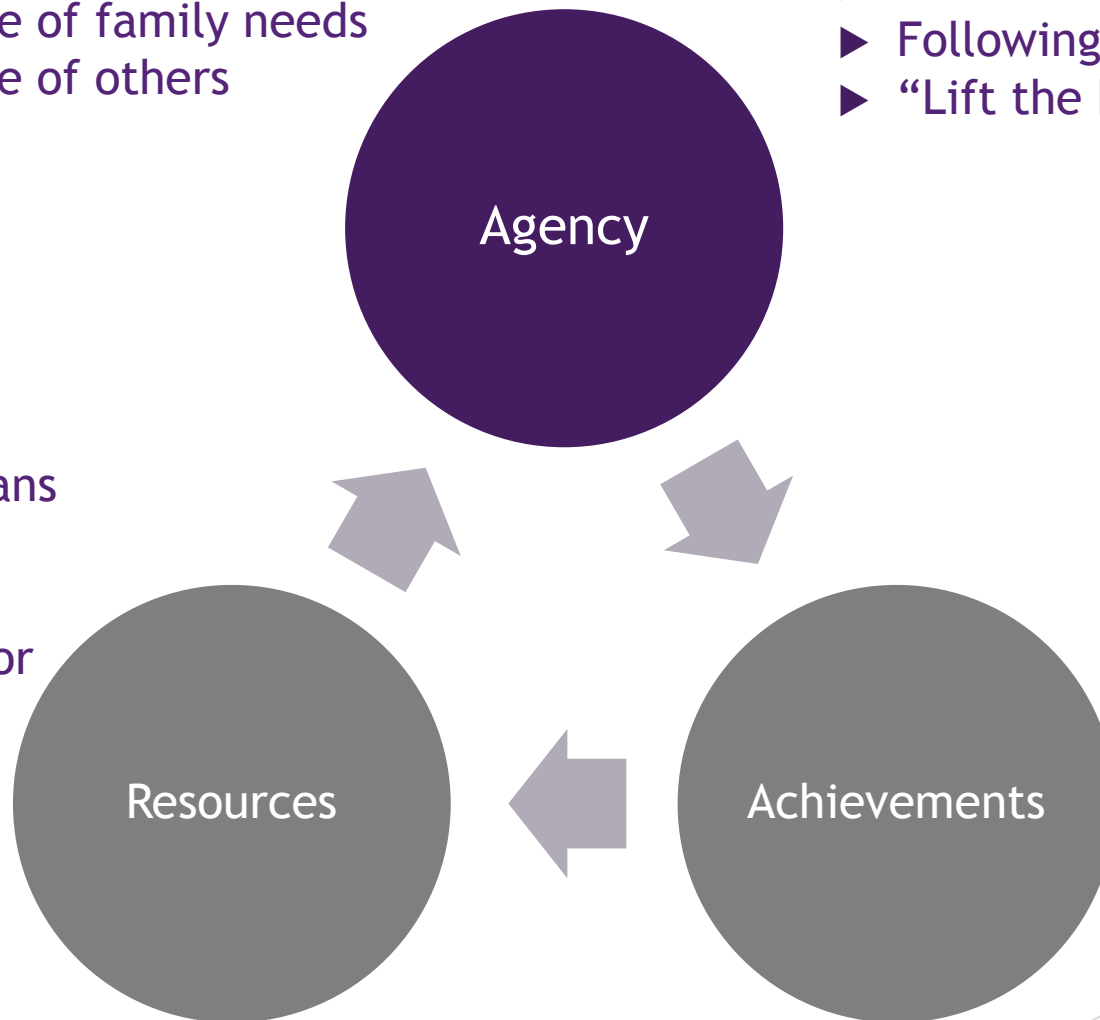 e of family needs
e of others
Following
“Lift the
Agency
ans
or
Resources
Achievements